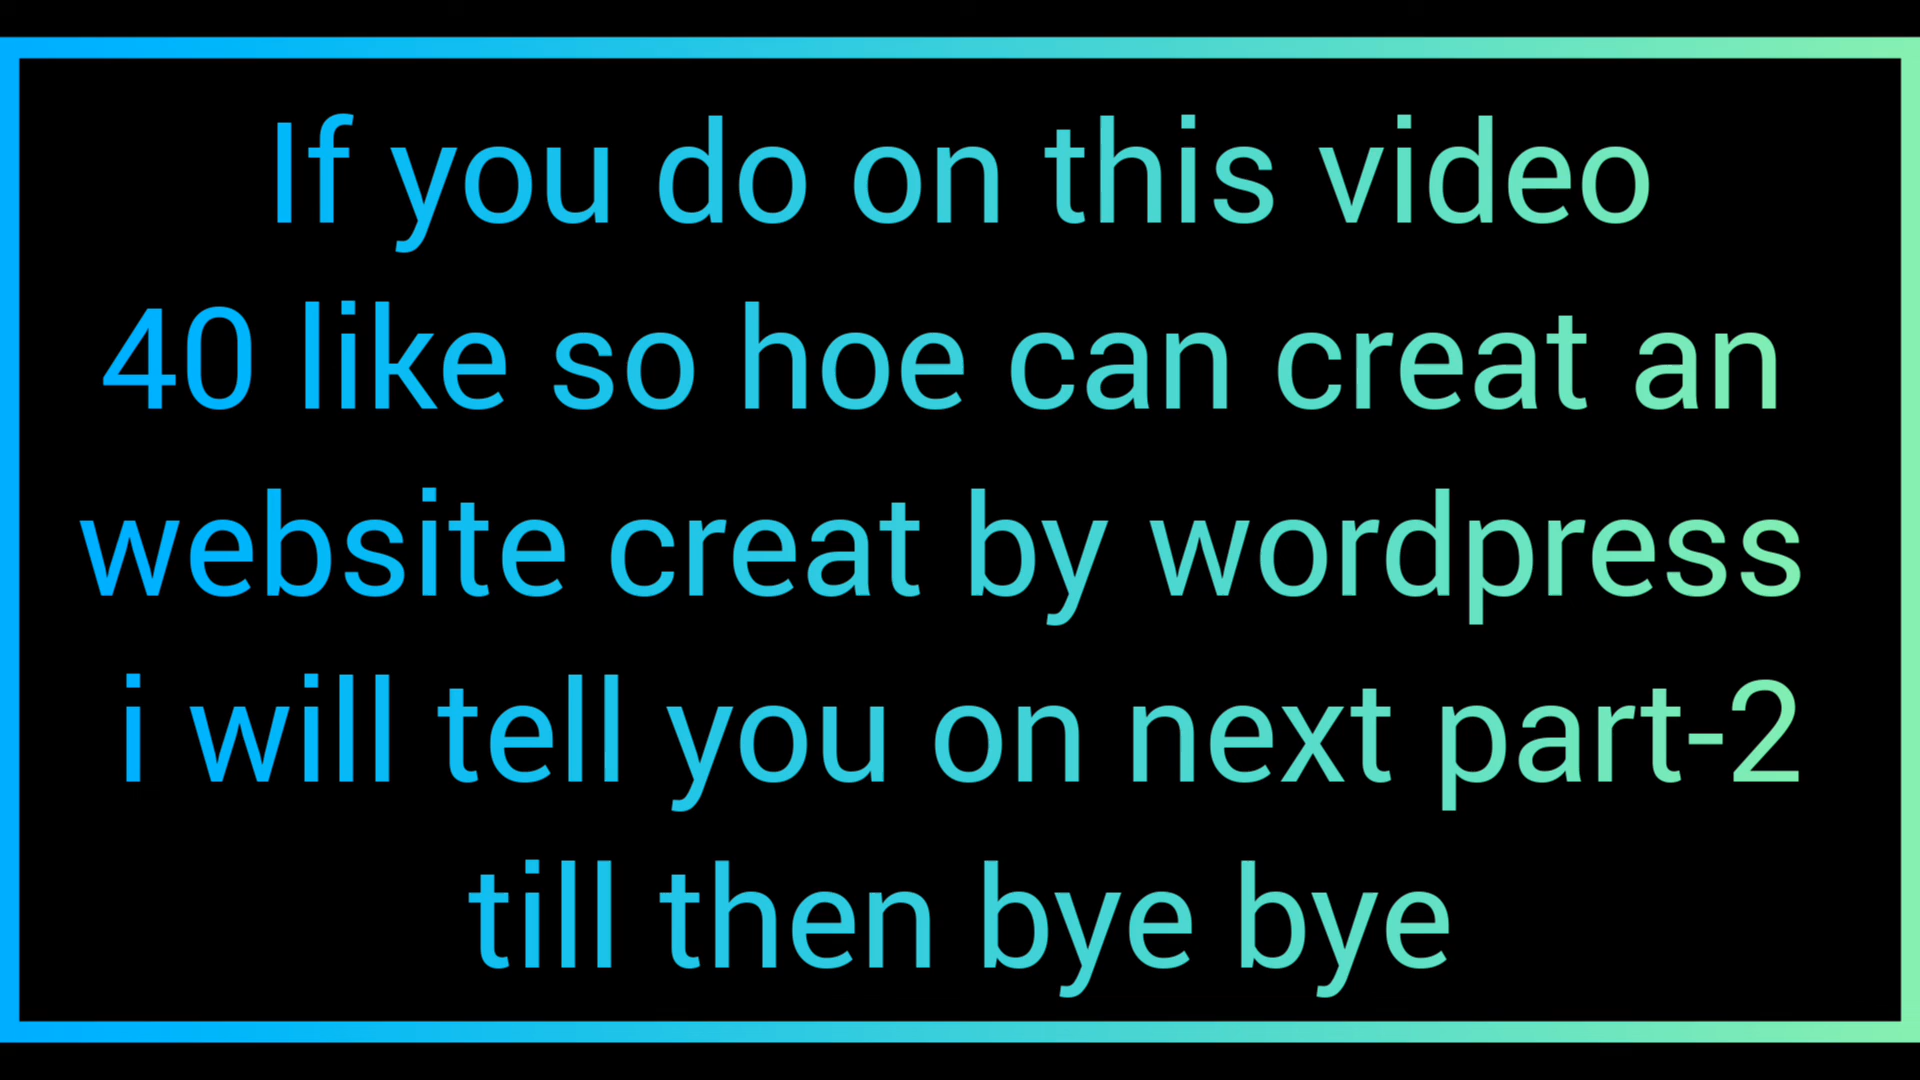 If you do on this video
40 like so hoe can creat an
website creat by wordpress
i will tell you on next part-2
till then bye bye